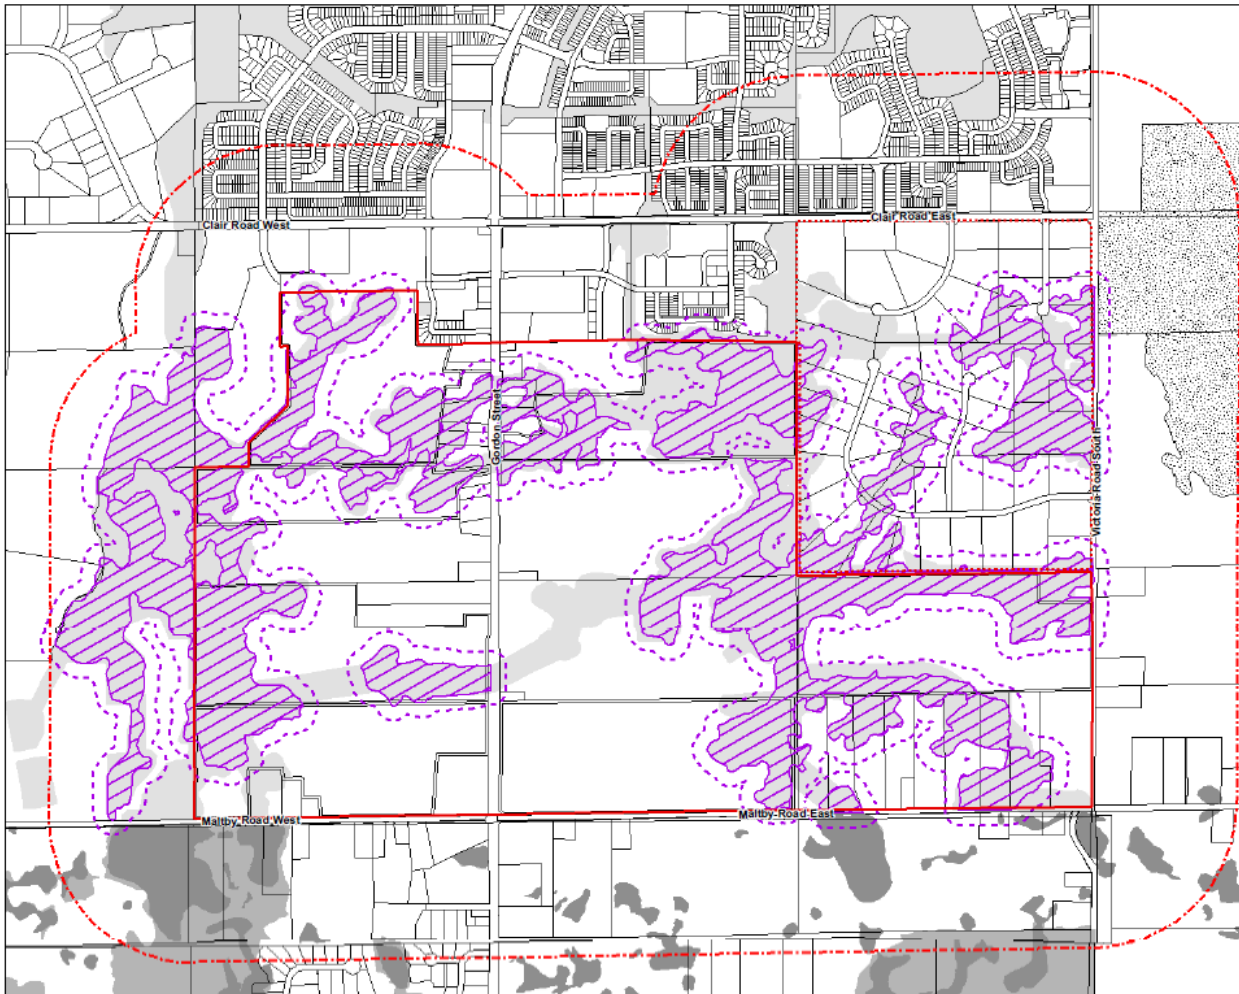 Clair Road East
Clair Road West
Gordon Street
Victoria Road South
Maltby Road East
Maltby Road West